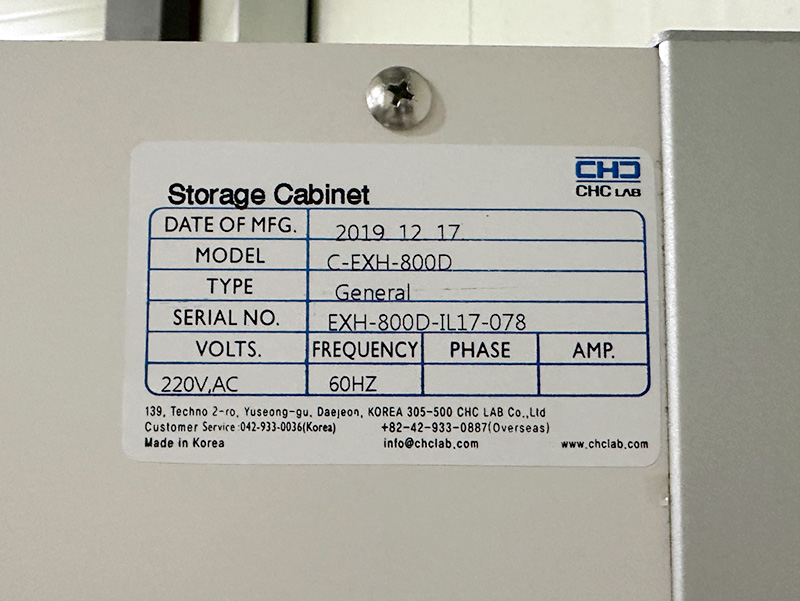 CHC
CHC LAB
Storage Cabinet
DATE OF MFG. 2019 12 17
MODEL C-EXH-800D
TYPE General
SERIAL NO. EXH-800D-IL17-078
VOLTS. FREQUENCY PHASE AMP.
220V,AC 60HZ
139, Techno 2-ro, Yuseong-gu, Daejeon, KOREA 305-500 CHC LAB Co.,Ltd
Customer Service :042-933-0036(Korea) +82-42-933-0887(Overseas)
Made in Korea info@chclab.com www.chclab.com